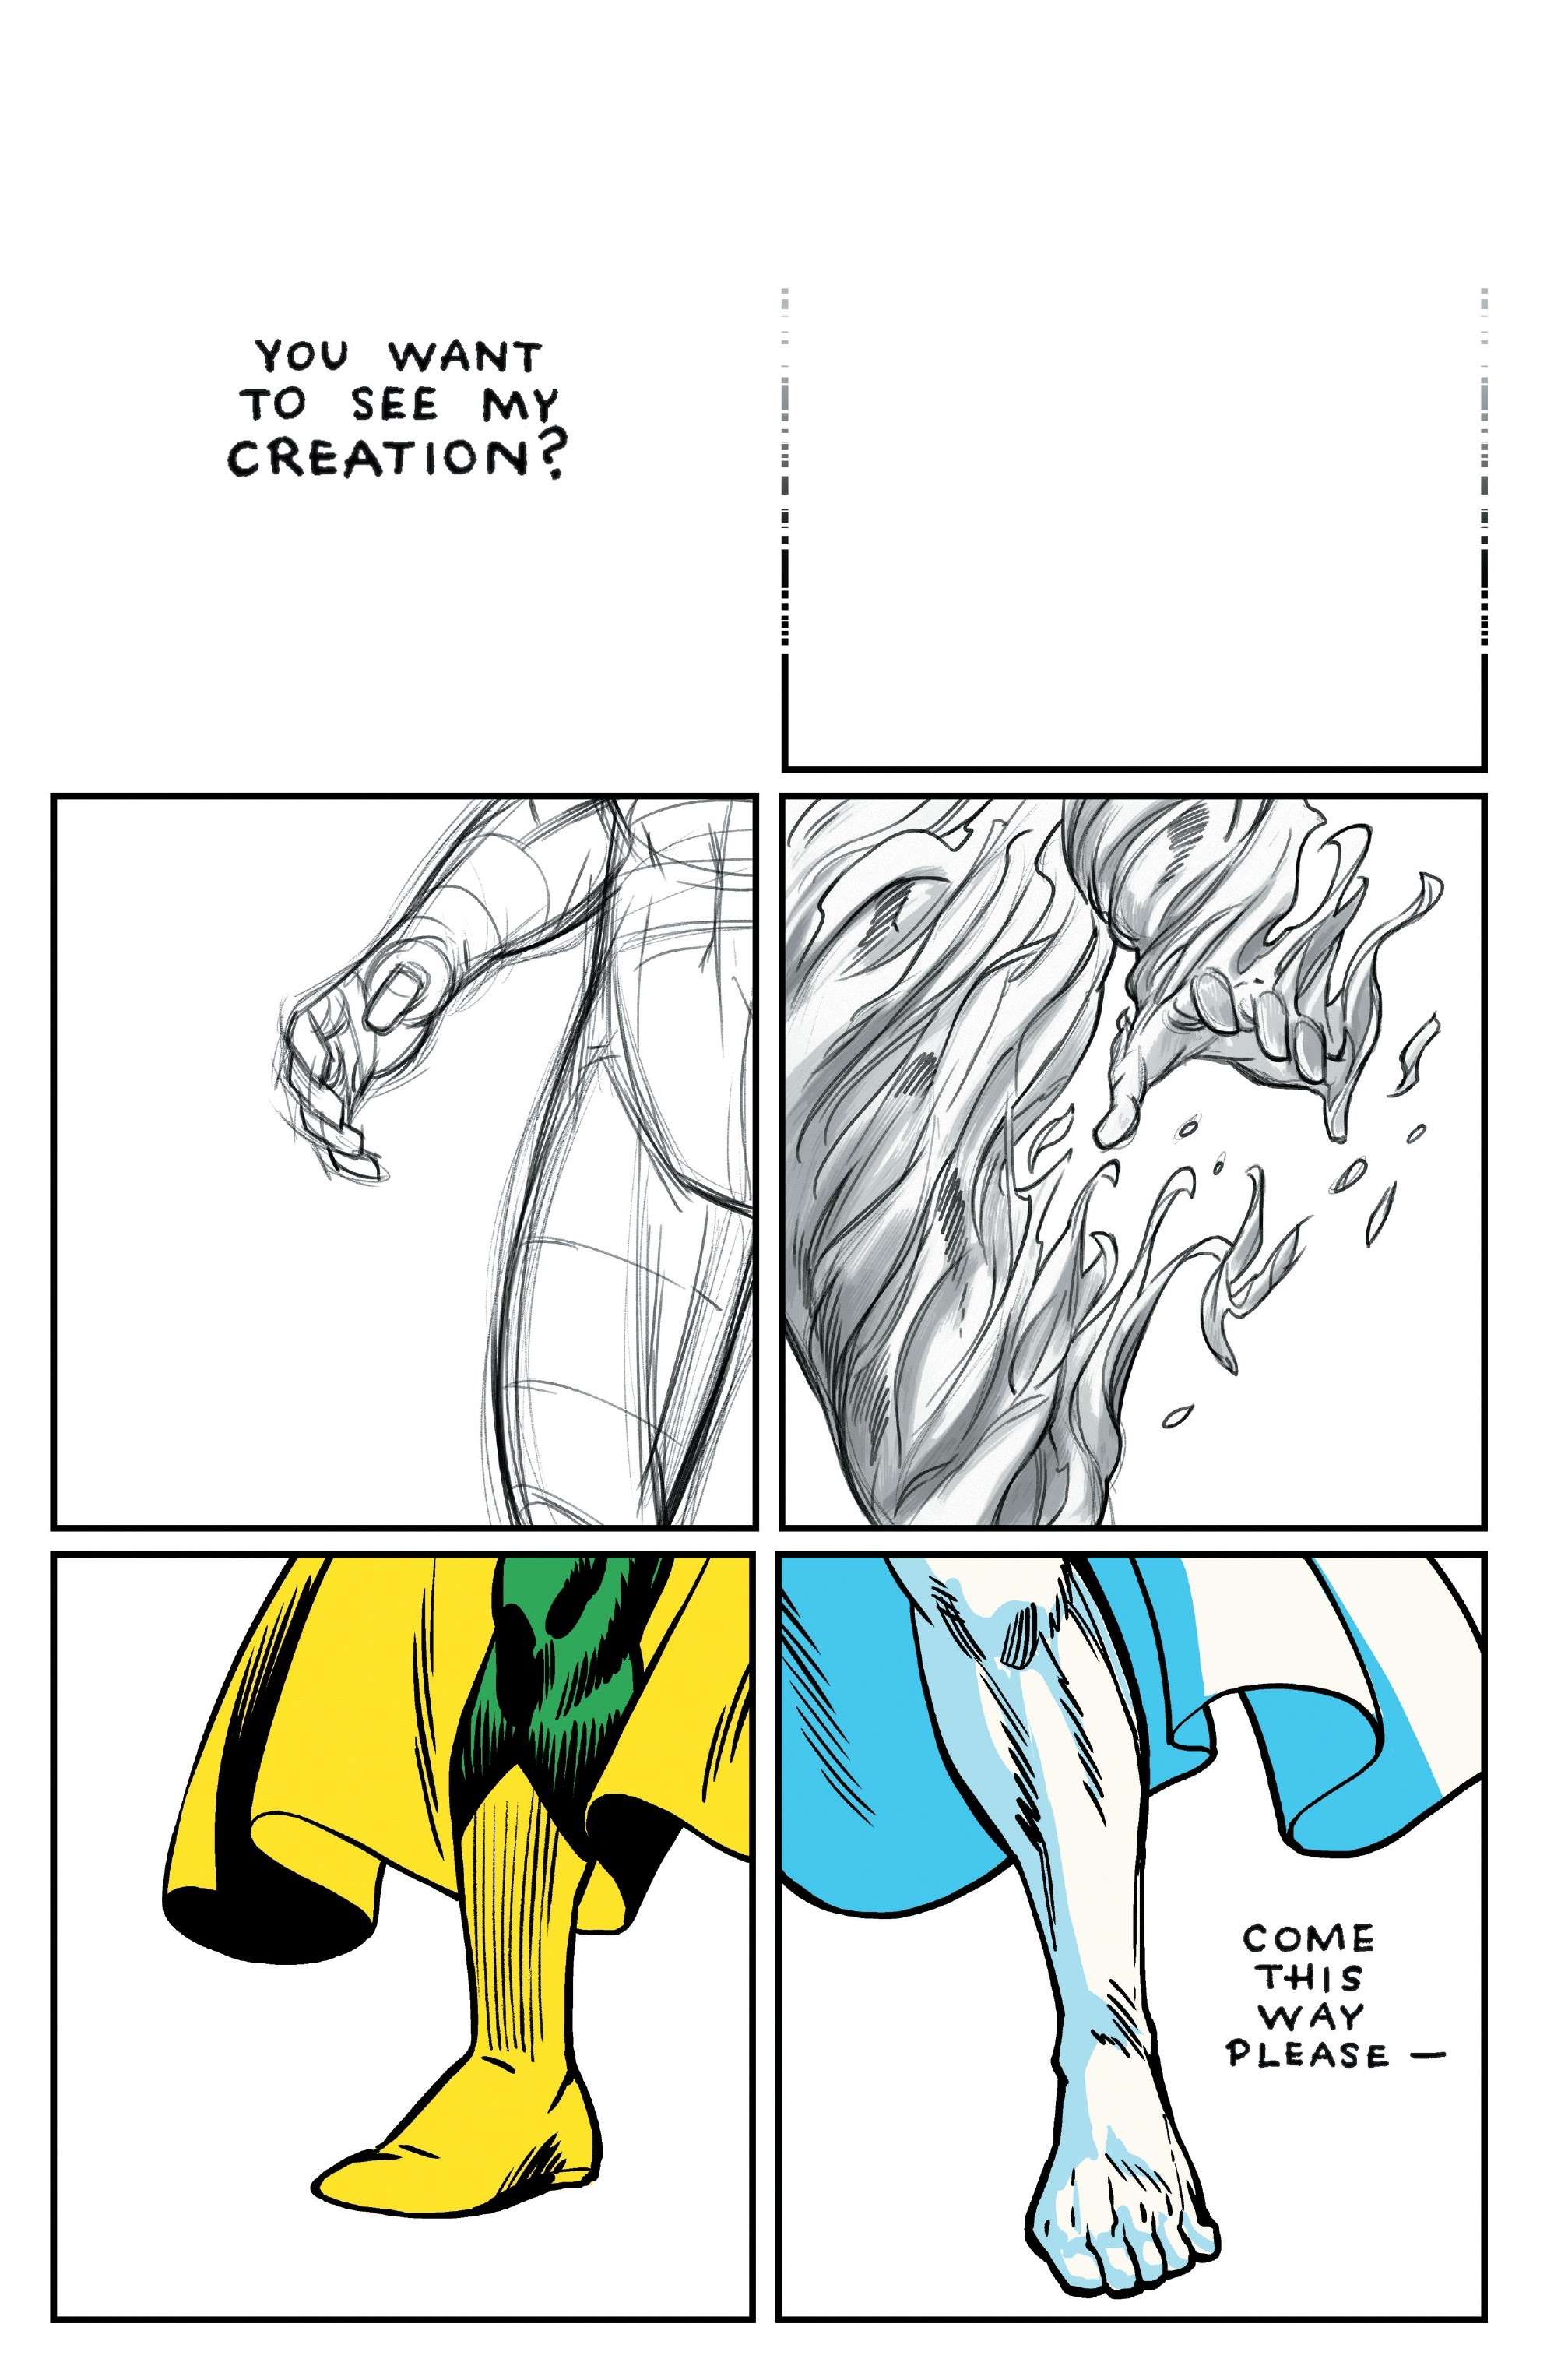 YOU WANT
TO SEE MY
CREATION?
COME
THIS
WAY
PLEASE —